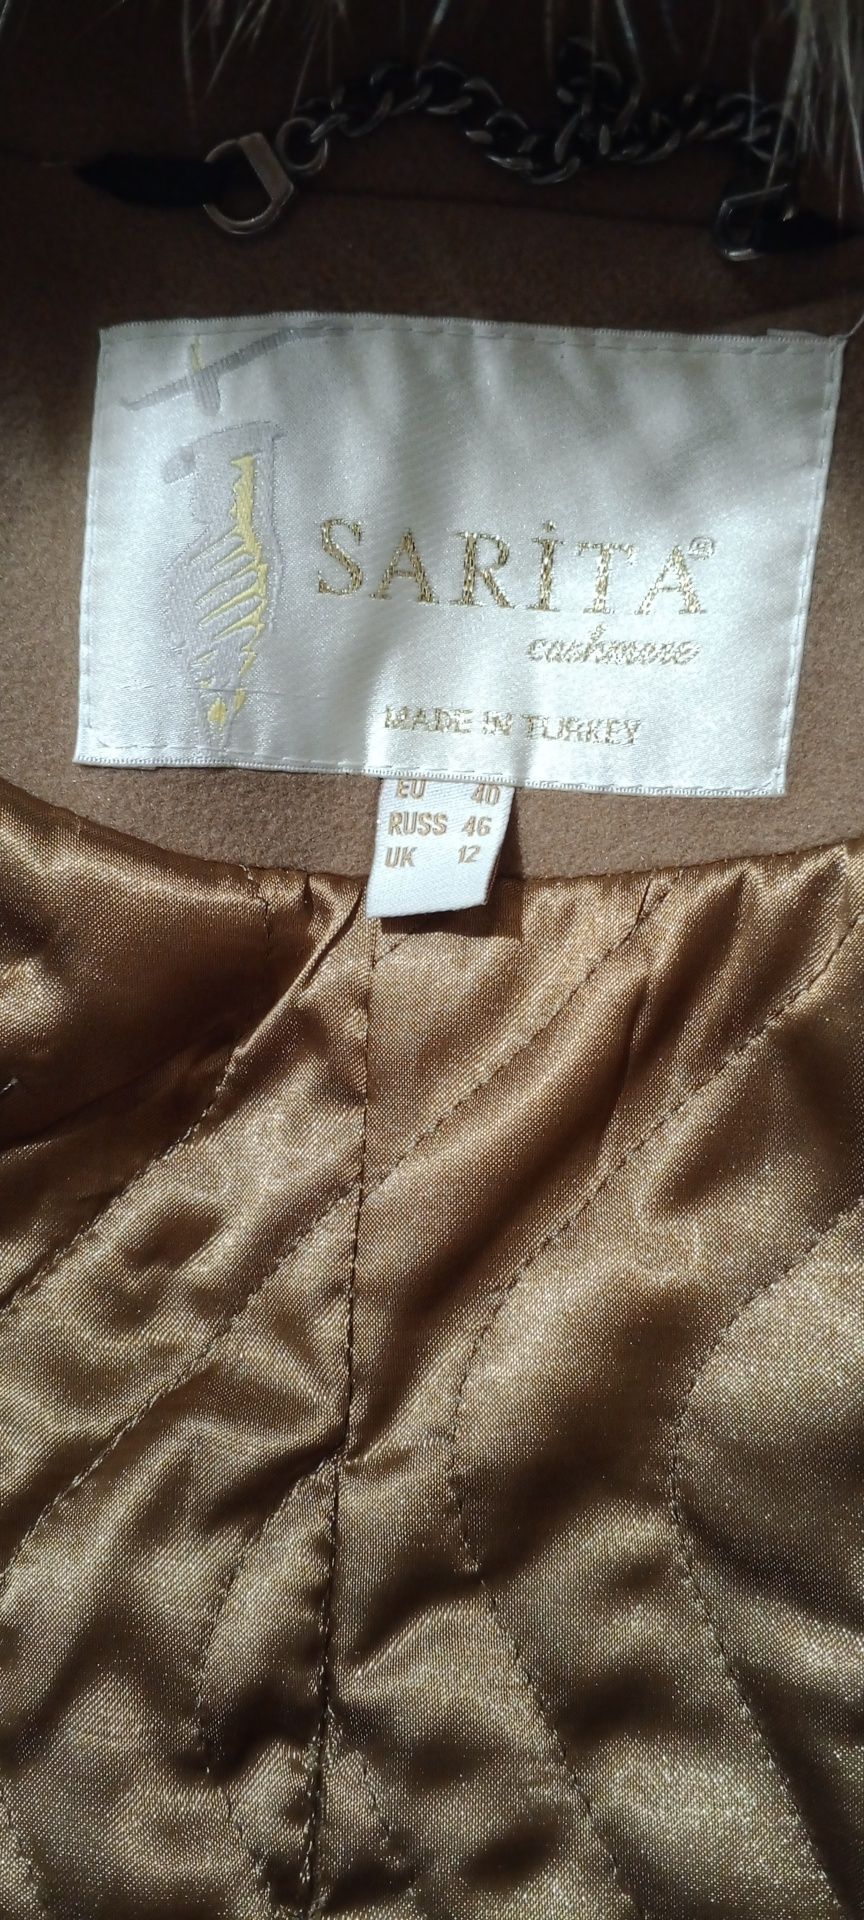 SARİTA®
cashmere
MADE IN TURKEY
EU 40
RUSS 46
UK 12